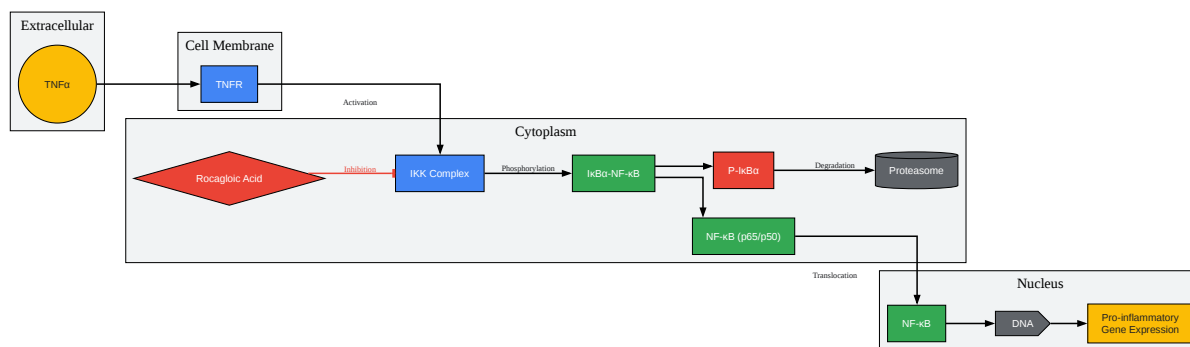 Extracellular
TNFα
Cell Membrane
TNFR
Activation
Cytoplasm
Rocagloic Acid
Inhibition
IKK Complex
Phosphorylation
IκBα-NF-κB
P-IκBα
Degradation
Proteasome
NF-κB (p65/p50)
Translocation
Nucleus
NF-κB
DNA
Pro-inflammatory
Gene Expression